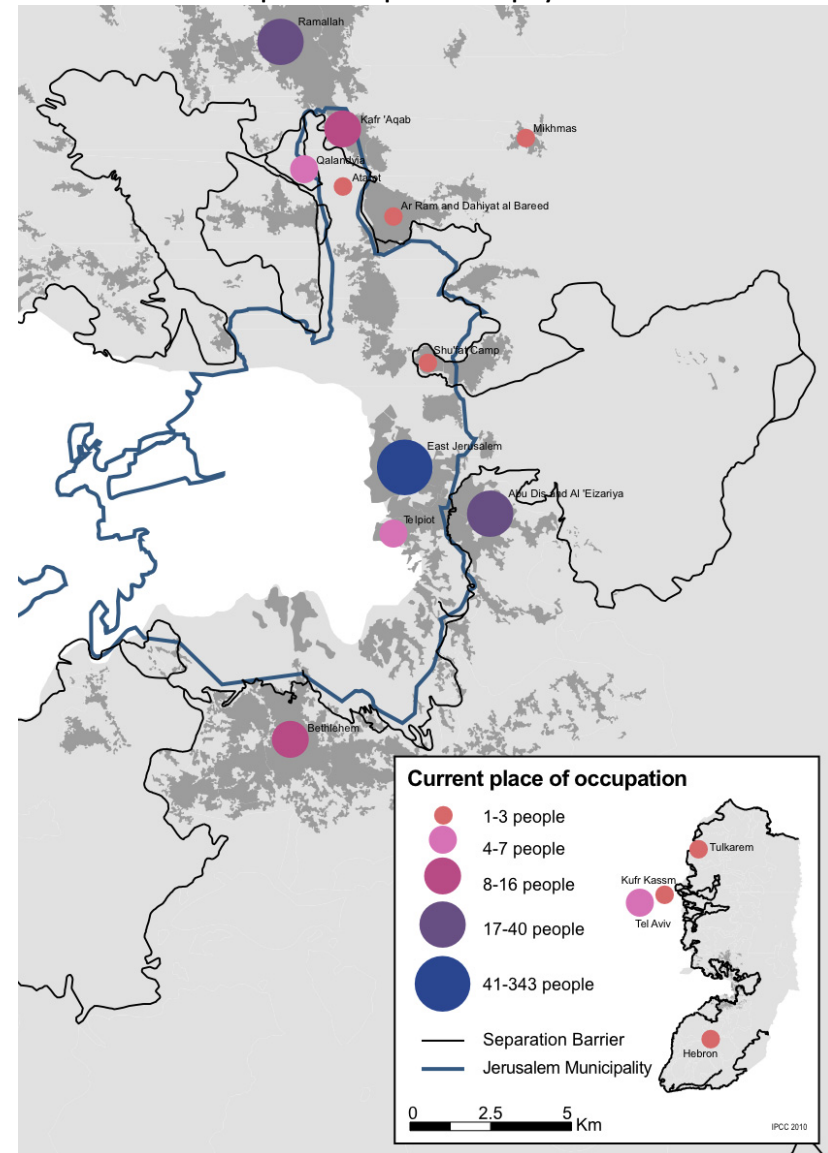 Ramallah
Kafr 'Aqab
Mikhmas
Qalandyia
Atarot
Ar Ram and Dahiyat al Bareed
Shu'fat Camp
East Jerusalem
Abu Dis and Al 'Eizariya
Telpiot
Bethlehem
Current place of occupation
1-3 people
4-7 people
8-16 people
17-40 people
41-343 people
Separation Barrier
Jerusalem Municipality
0 2.5 5 Km
Tulkarem
Kufr Kassm
Tel Aviv
Hebron
IPCC 2010